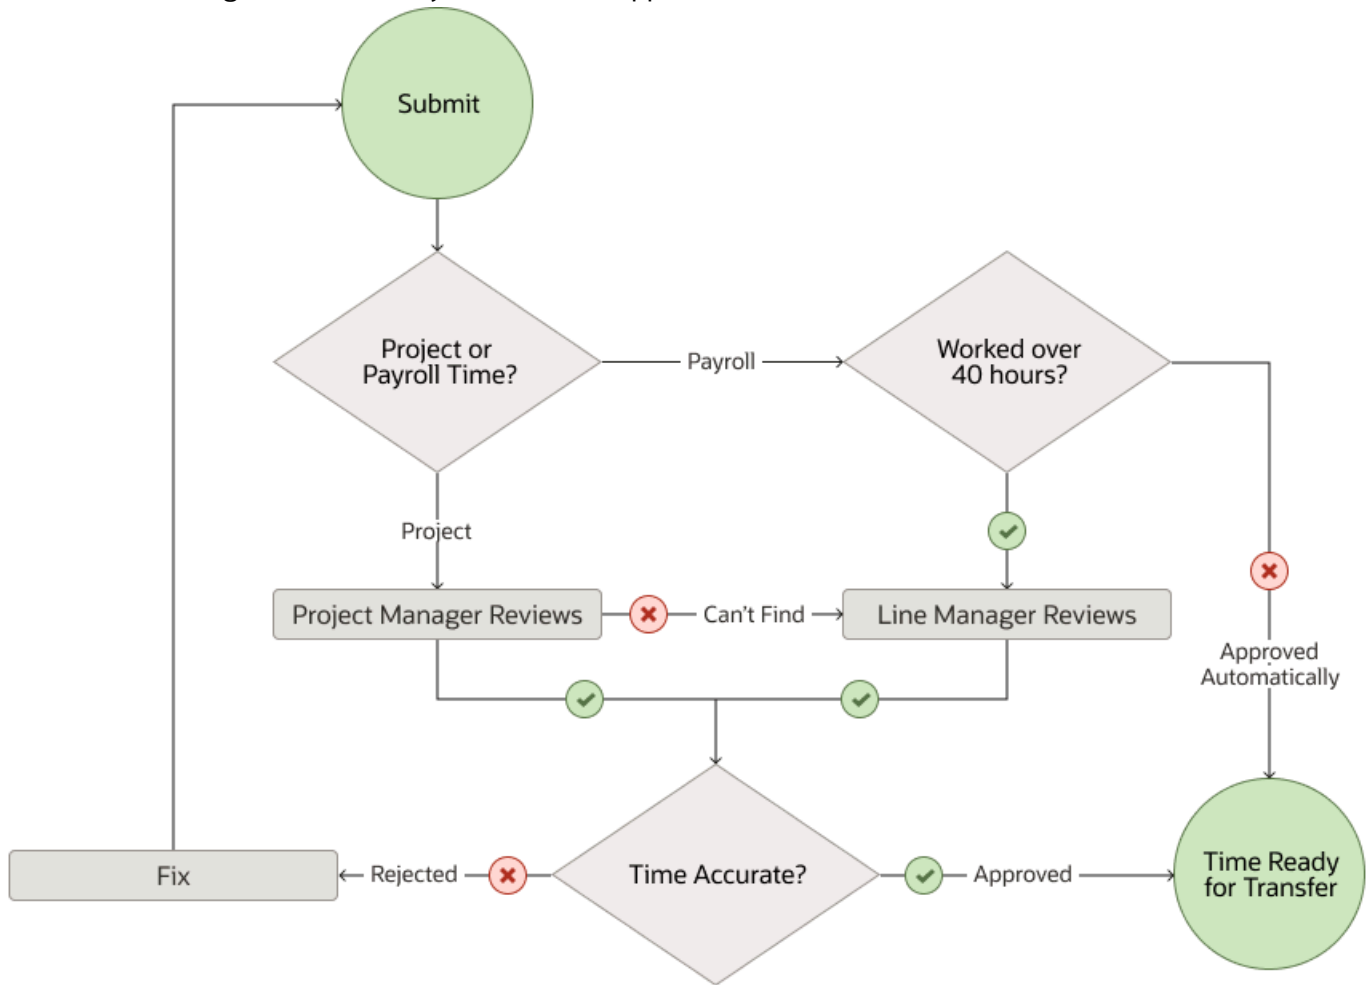 Submit
Project or
Payroll Time?
Payroll
Worked over
40 hours?
Project
Project Manager Reviews
Can't Find
Line Manager Reviews
Approved
Automatically
Fix
Rejected
Time Accurate?
Approved
Time Ready
for Transfer